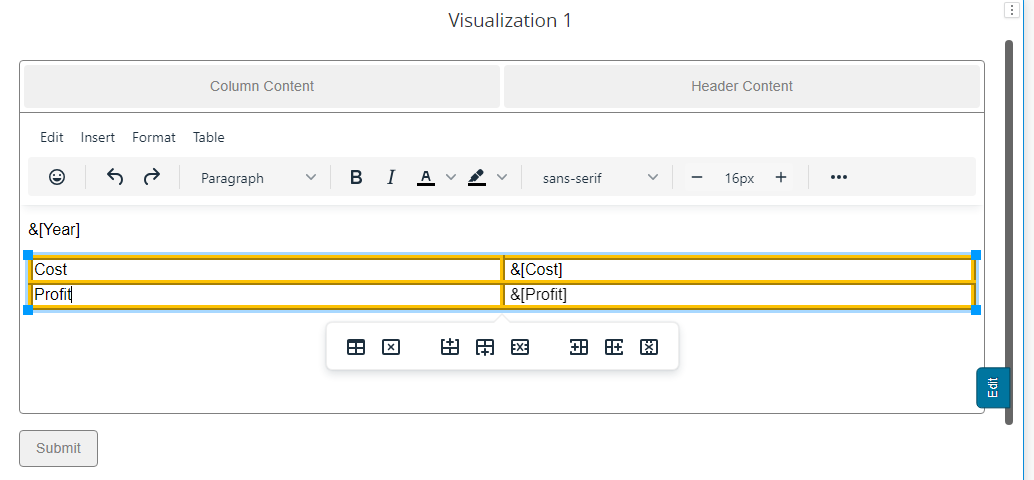 Visualization 1
Column Content Header Content
Edit Insert Format Table
Paragraph B I A sans-serif 16px
&[Year]
Cost &[Cost]
Profit &[Profit]
Edit
Submit